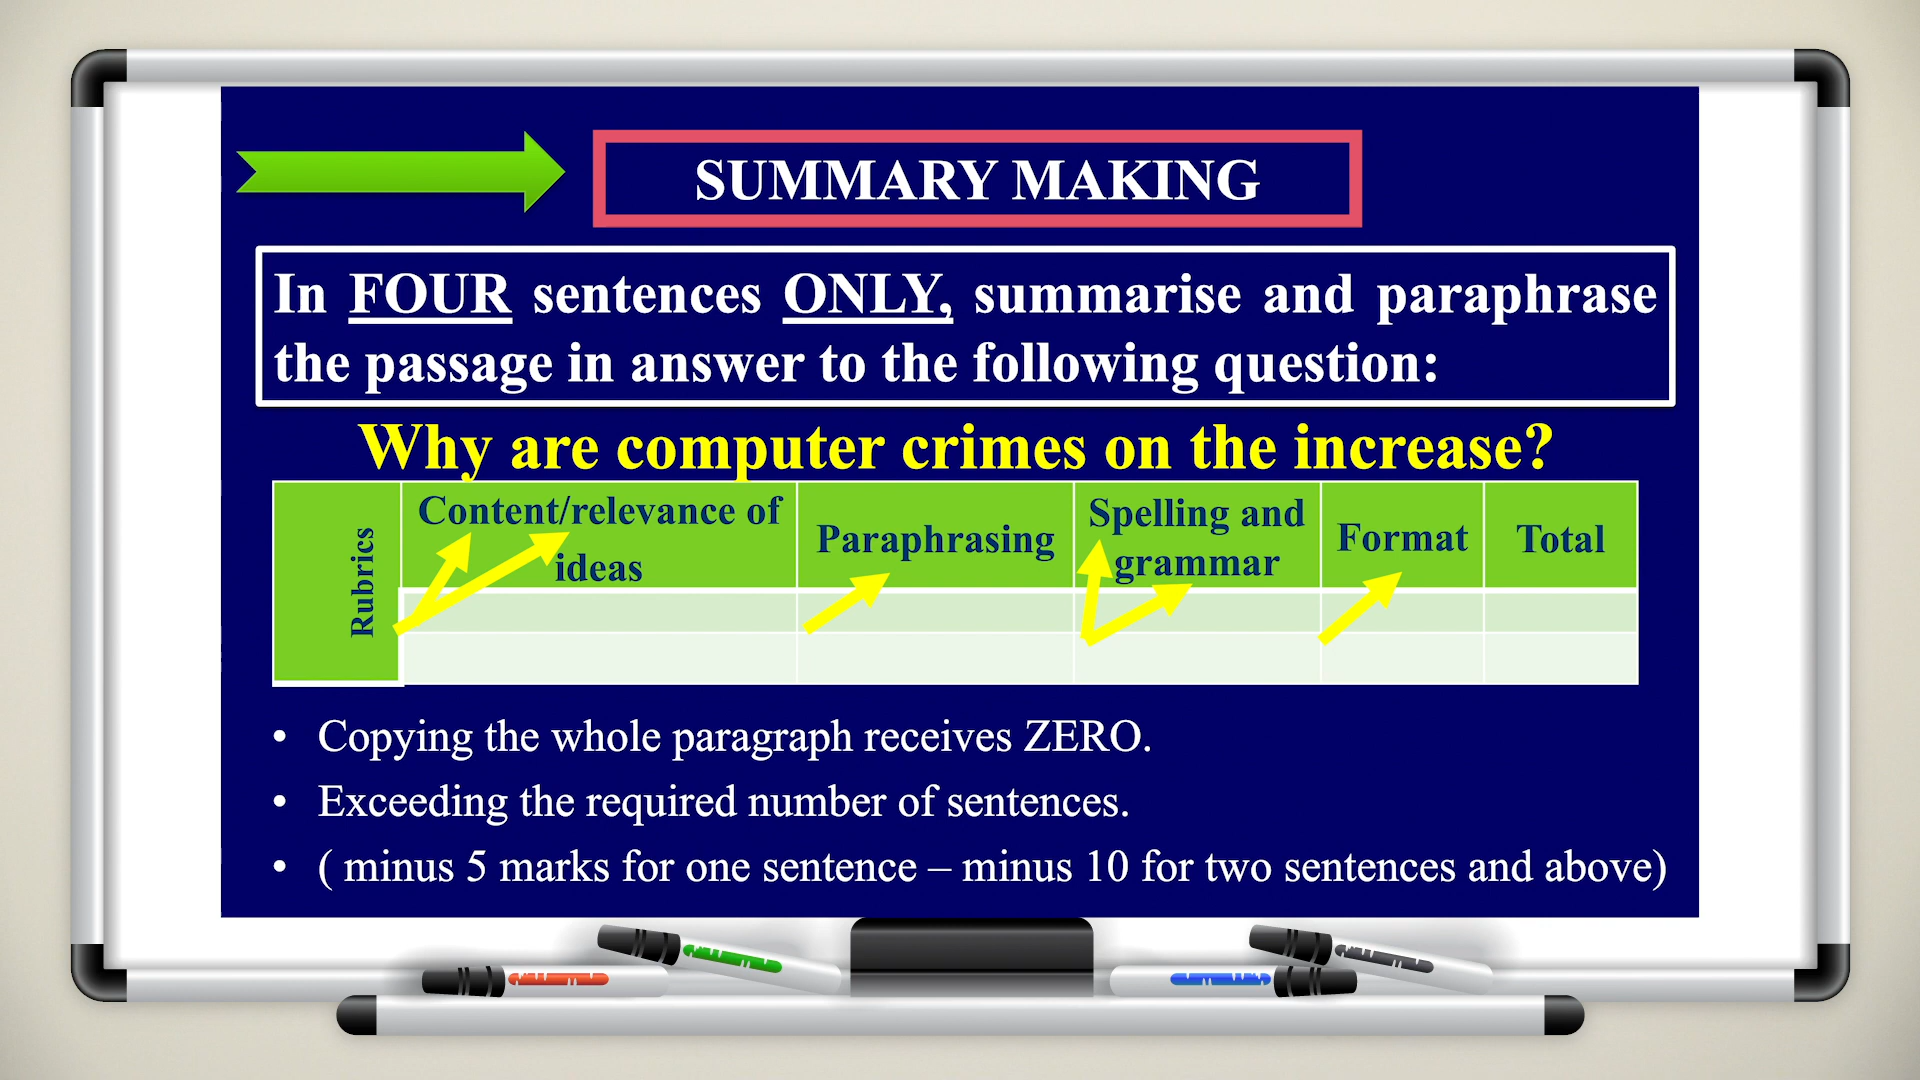 SUMMARY MAKING
In FOUR sentences ONLY, summarise and paraphrase
the passage in answer to the following question:
Why are computer crimes on the increase?
Rubrics
Content/relevance of
ideas
Paraphrasing
Spelling and
grammar
Format
Total
• Copying the whole paragraph receives ZERO.
• Exceeding the required number of sentences.
• ( minus 5 marks for one sentence – minus 10 for two sentences and above)